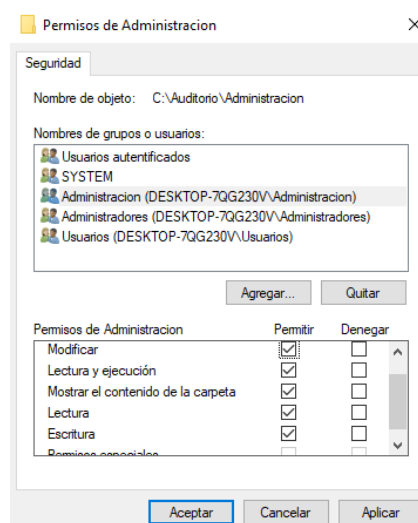 Permisos de Administracion
Seguridad
Nombre de objeto: C:\Auditorio\Administracion
Nombres de grupos o usuarios:
Usuarios autentificados
SYSTEM
Administracion (DESKTOP-7QG230V\Administracion)
Administradores (DESKTOP-7QG230V\Administradores)
Usuarios (DESKTOP-7QG230V\Usuarios)
Agregar... Quitar
Permisos de Administracion Permitir Denegar
Modificar
Lectura y ejecución
Mostrar el contenido de la carpeta
Lectura
Escritura
Permisos especiales
Aceptar Cancelar Aplicar